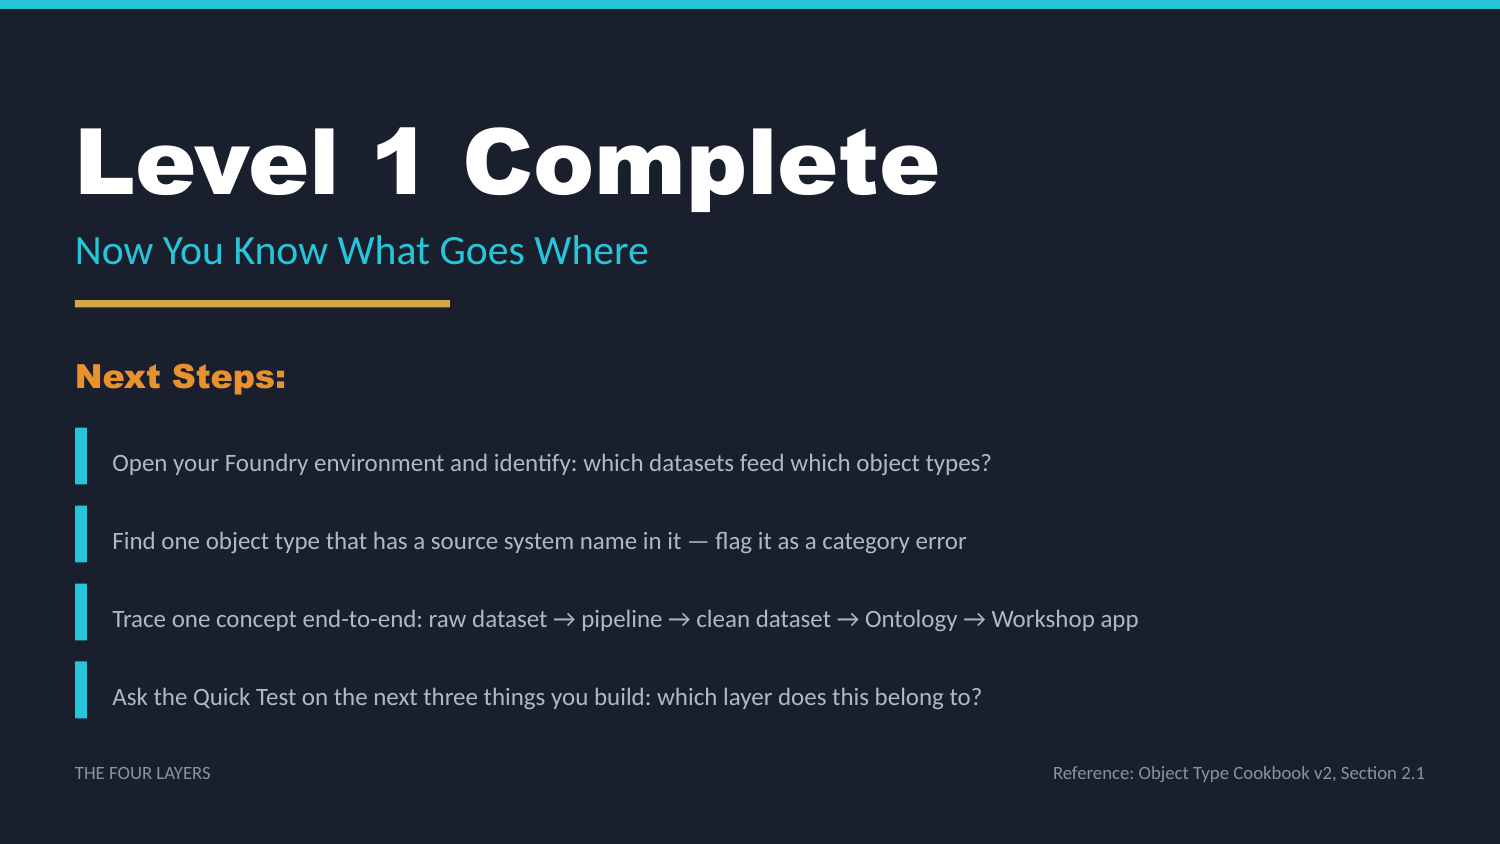 Level 1 Complete
Now You Know What Goes Where
Next Steps:
Open your Foundry environment and identify: which datasets feed which object types?
Find one object type that has a source system name in it — flag it as a category error
Trace one concept end-to-end: raw dataset → pipeline → clean dataset → Ontology → Workshop app
Ask the Quick Test on the next three things you build: which layer does this belong to?
THE FOUR LAYERS
Reference: Object Type Cookbook v2, Section 2.1